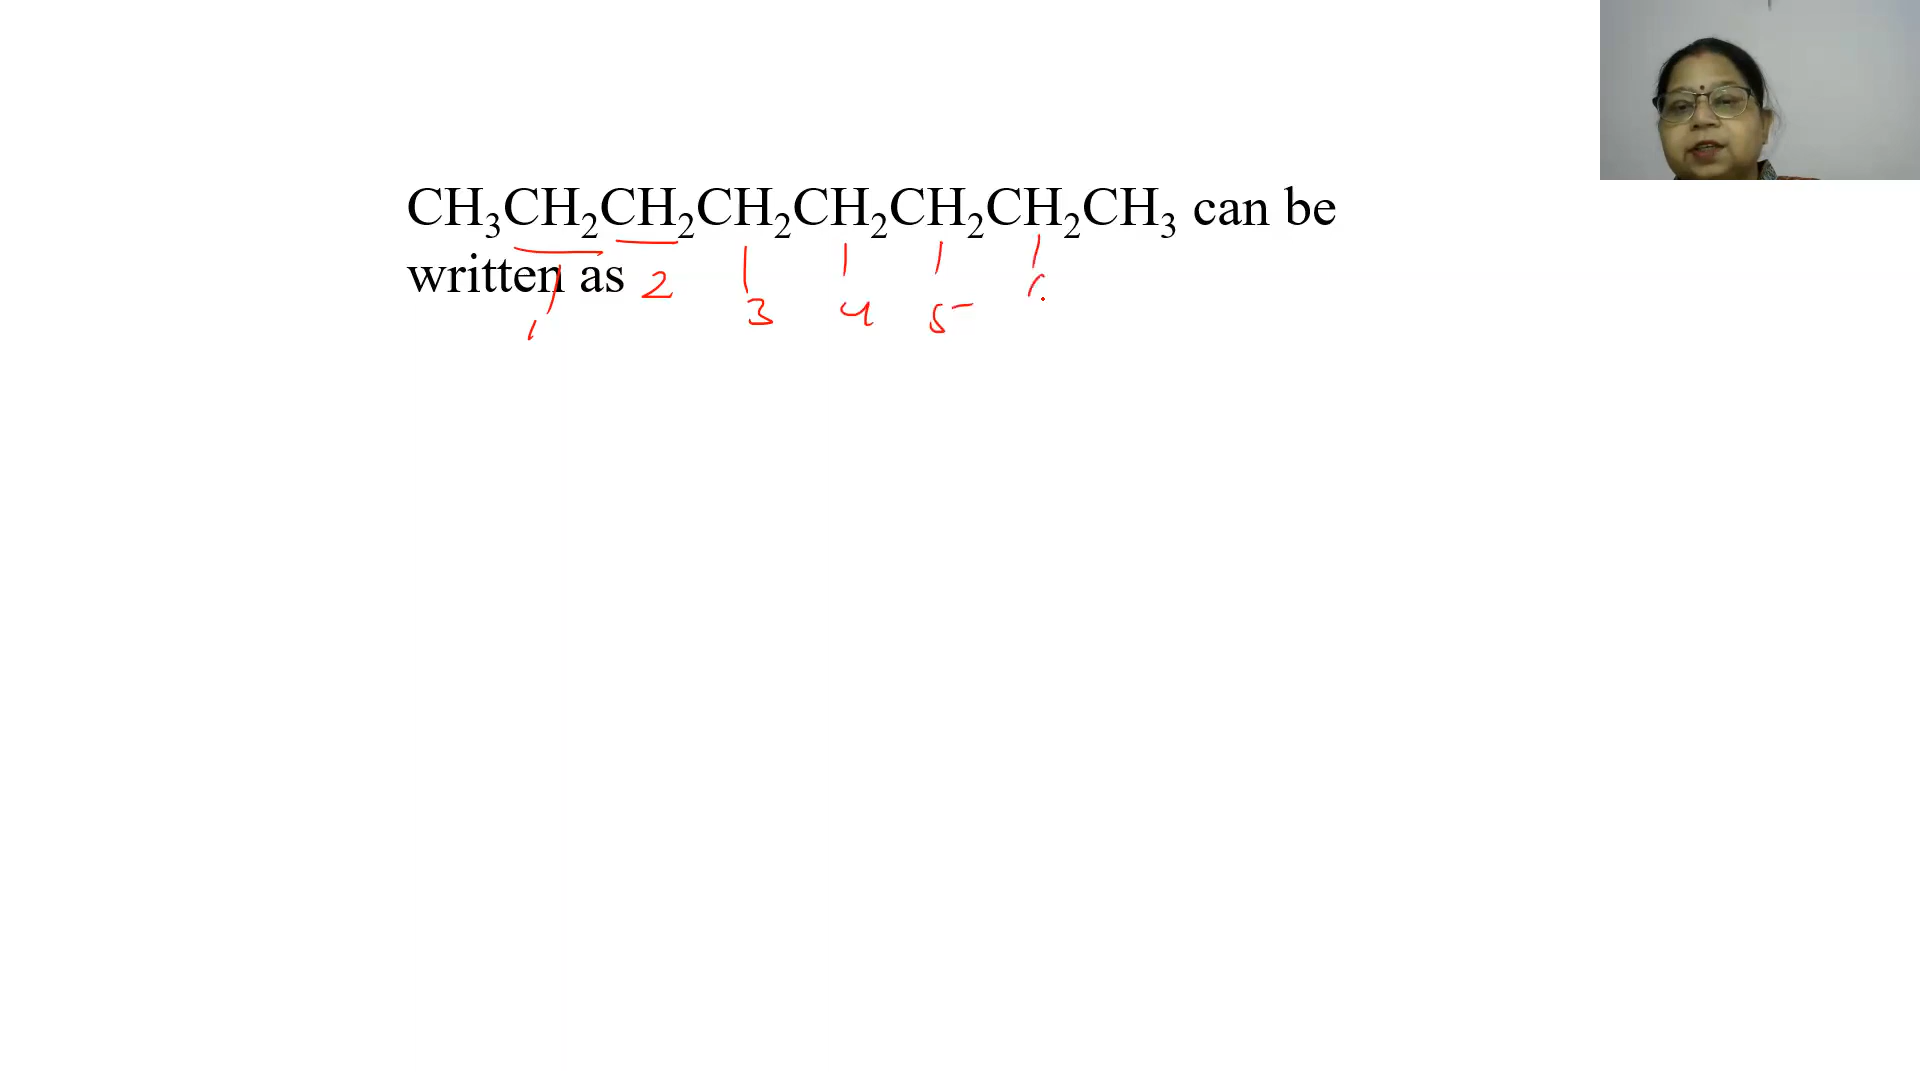 CH₃CH₂CH₂CH₂CH₂CH₂CH₂CH₃ can be
written as
1 2 3 4 5